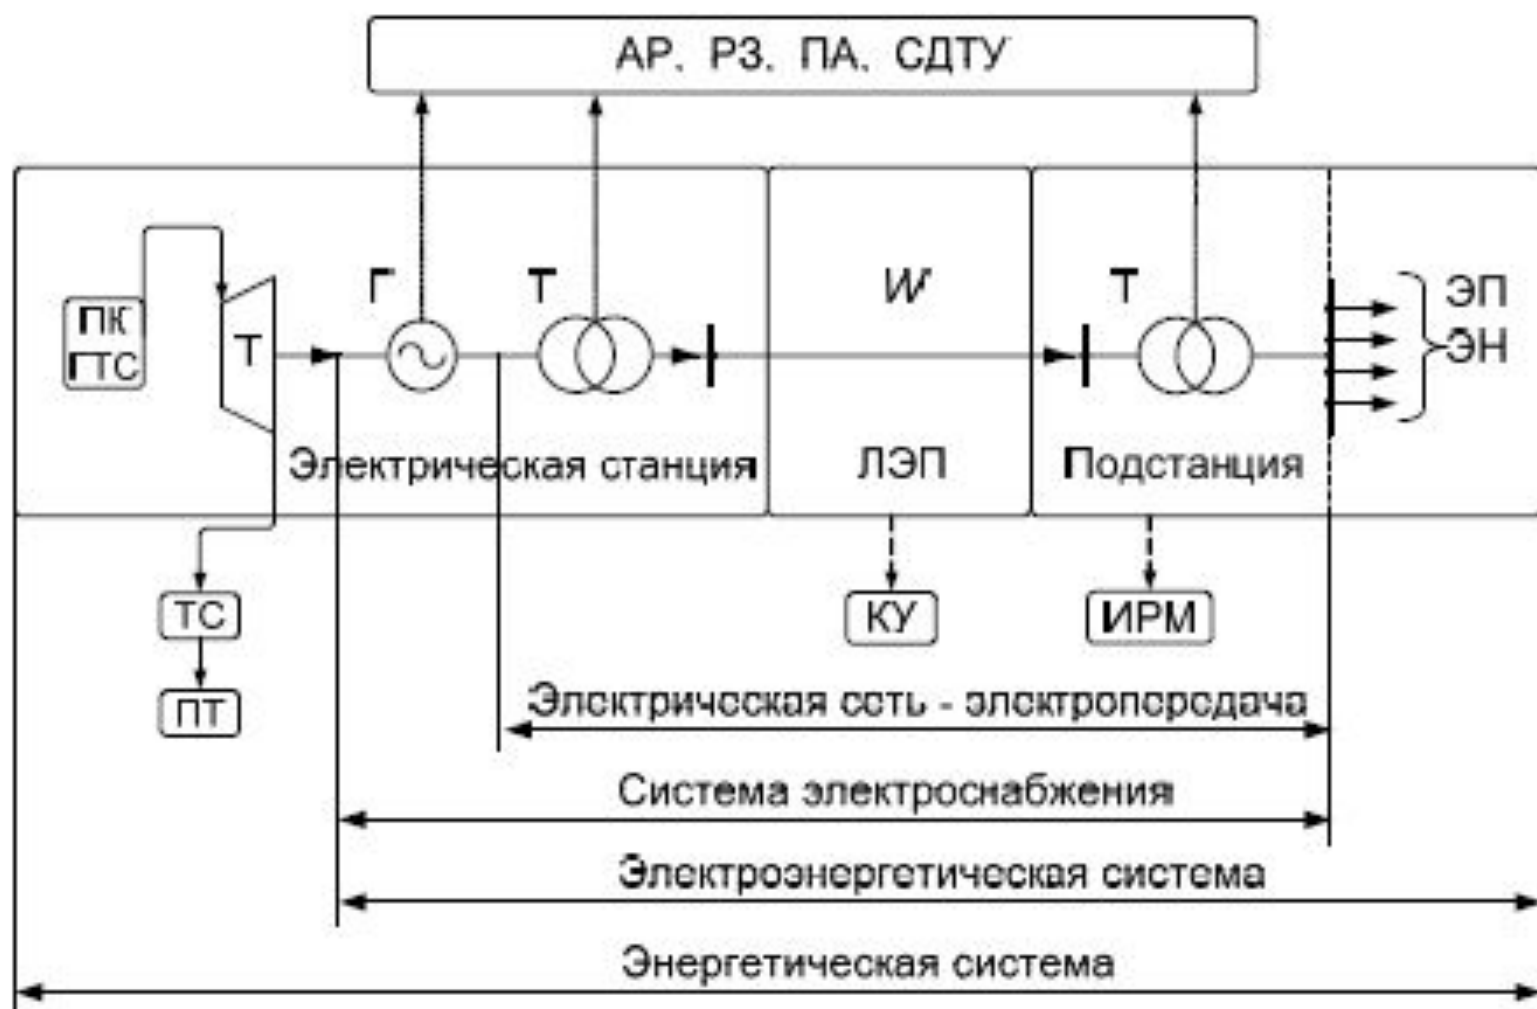 АР. РЗ. ПА. СДТУ
Г
Т
W
Т
ПК
ГТС
Т
ЭП
ЭН
Электрическая станция
ЛЭП
Подстанция
ТС
КУ
ИРМ
ПТ
Электрическая сеть - электропередача
Система электроснабжения
Электроэнергетическая система
Энергетическая система